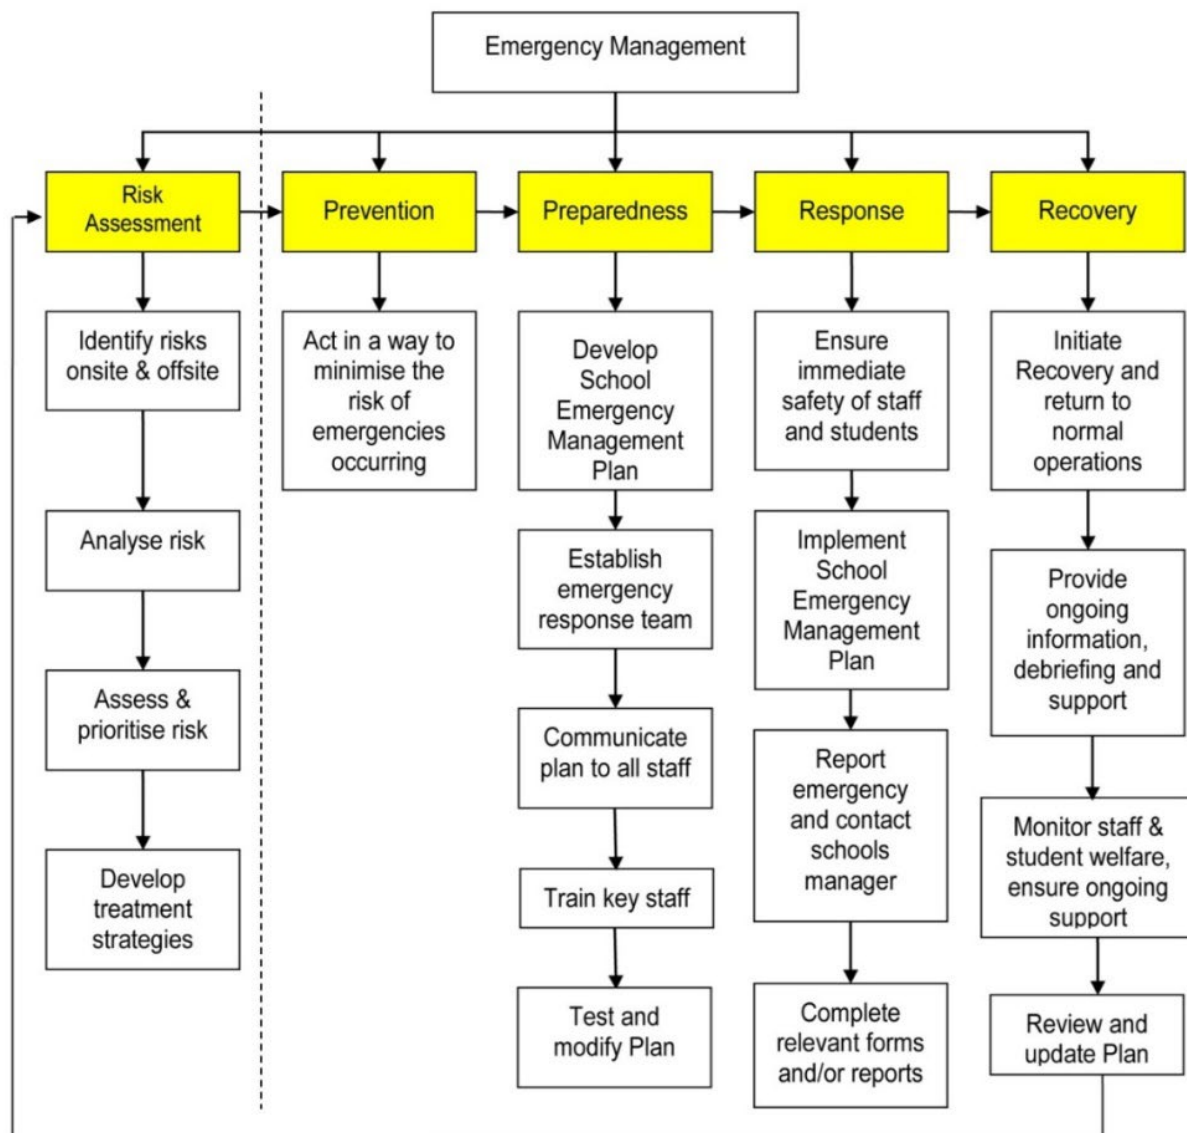 Emergency Management
Risk
Assessment
Prevention
Preparedness
Response
Recovery
Identify risks
onsite & offsite
Analyse risk
Assess &
prioritise risk
Develop
treatment
strategies
Act in a way to
minimise the
risk of
emergencies
occurring
Develop
School
Emergency
Management
Plan
Establish
emergency
response team
Communicate
plan to all staff
Train key staff
Test and
modify Plan
Ensure
immediate
safety of staff
and students
Implement
School
Emergency
Management
Plan
Report
emergency
and contact
schools
manager
Complete
relevant forms
and/or reports
Initiate
Recovery and
return to
normal
operations
Provide
ongoing
information,
debriefing and
support
Monitor staff &
student welfare,
ensure ongoing
support
Review and
update Plan